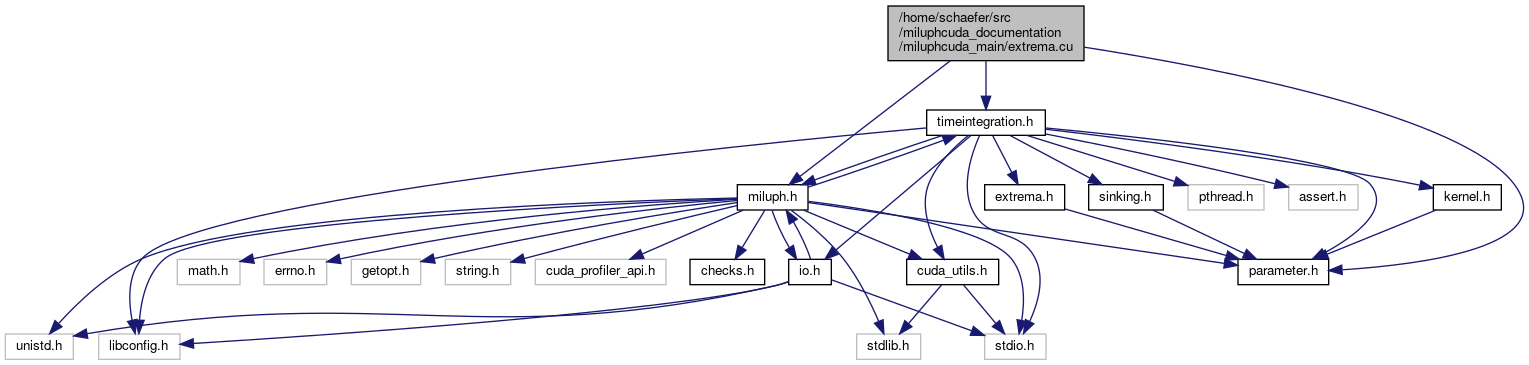 /home/schaefer/src
/miluphcuda_documentation
/miluphcuda_main/extrema.cu
timeintegration.h
miluph.h
extrema.h
sinking.h
pthread.h
assert.h
kernel.h
math.h
errno.h
getopt.h
string.h
cuda_profiler_api.h
checks.h
io.h
cuda_utils.h
parameter.h
unistd.h
libconfig.h
stdlib.h
stdio.h